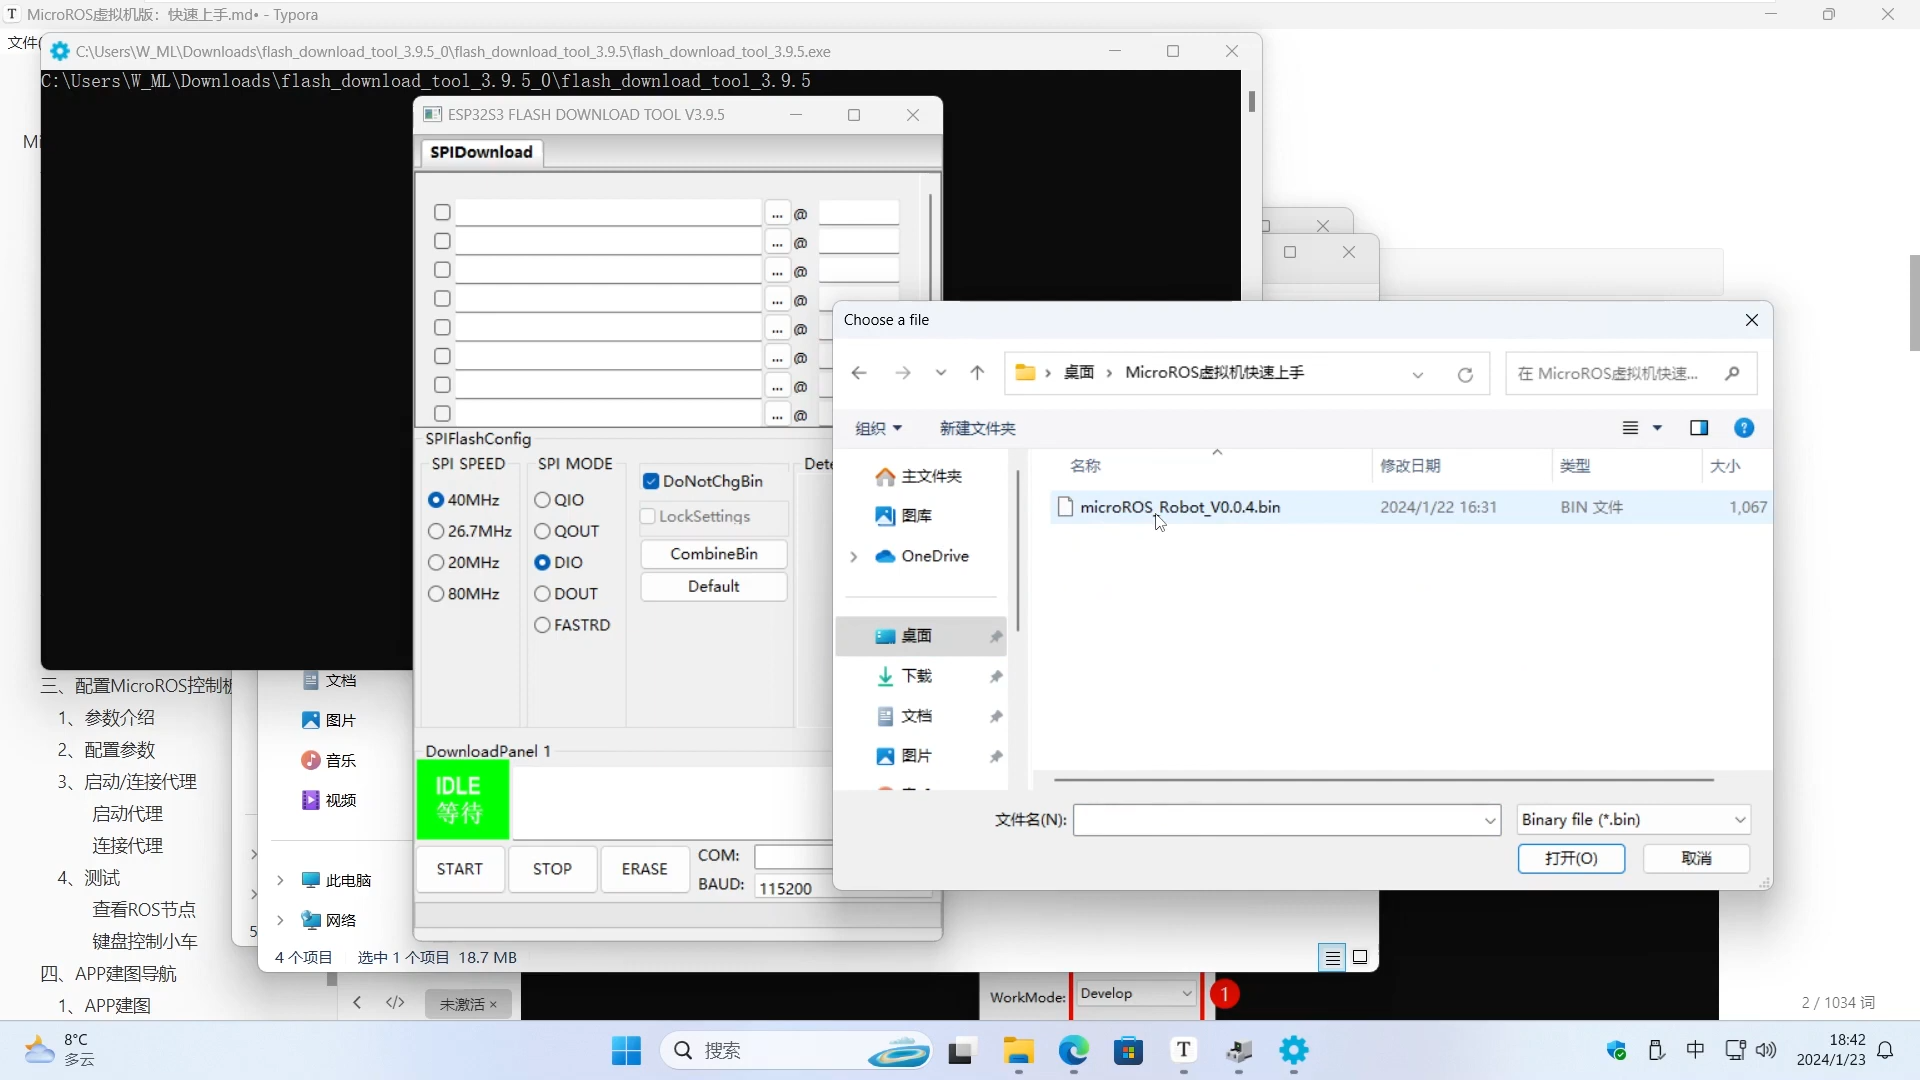 MicroROS虚拟机版：快速上手.md• - Typora
文件(
C:\Users\W_ML\Downloads\flash_download_tool_3.9.5_0\flash_download_tool_3.9.5\flash_download_tool_3.9.5.exe
C:\Users\W_ML\Downloads\flash_download_tool_3.9.5_0\flash_download_tool_3.9.5
ESP32S3 FLASH DOWNLOAD TOOL V3.9.5
SPIDownload
... @
... @
... @
... @
... @
... @
... @
... @
SPIFlashConfig
SPI SPEED
40MHz
26.7MHz
20MHz
80MHz
SPI MODE
QIO
QOUT
DIO
DOUT
FASTRD
DoNotChgBin
LockSettings
CombineBin
Default
Dete
DownloadPanel 1
IDLE
等待
START
STOP
ERASE
COM:
BAUD:
115200
Choose a file
桌面 › MicroROS虚拟机快速上手
在 MicroROS虚拟机快速...
组织
新建文件夹
主文件夹
图库
OneDrive
桌面
下载
文档
图片
名称
修改日期
类型
大小
microROS_Robot_V0.0.4.bin
2024/1/22 16:31
BIN 文件
1,067
文件名(N):
Binary file (*.bin)
打开(O)
取消
Mi
三、配置MicroROS控制板
1、参数介绍
2、配置参数
3、启动/连接代理
启动代理
连接代理
4、测试
查看ROS节点
键盘控制小车
四、APP建图导航
1、APP建图
文档
图片
音乐
视频
此电脑
网络
5
4 个项目
选中 1 个项目 18.7 MB
</>
未激活 ×
WorkMode:
Develop
1
2 / 1034 词
8°C
多云
搜索
T
中
18:42
2024/1/23